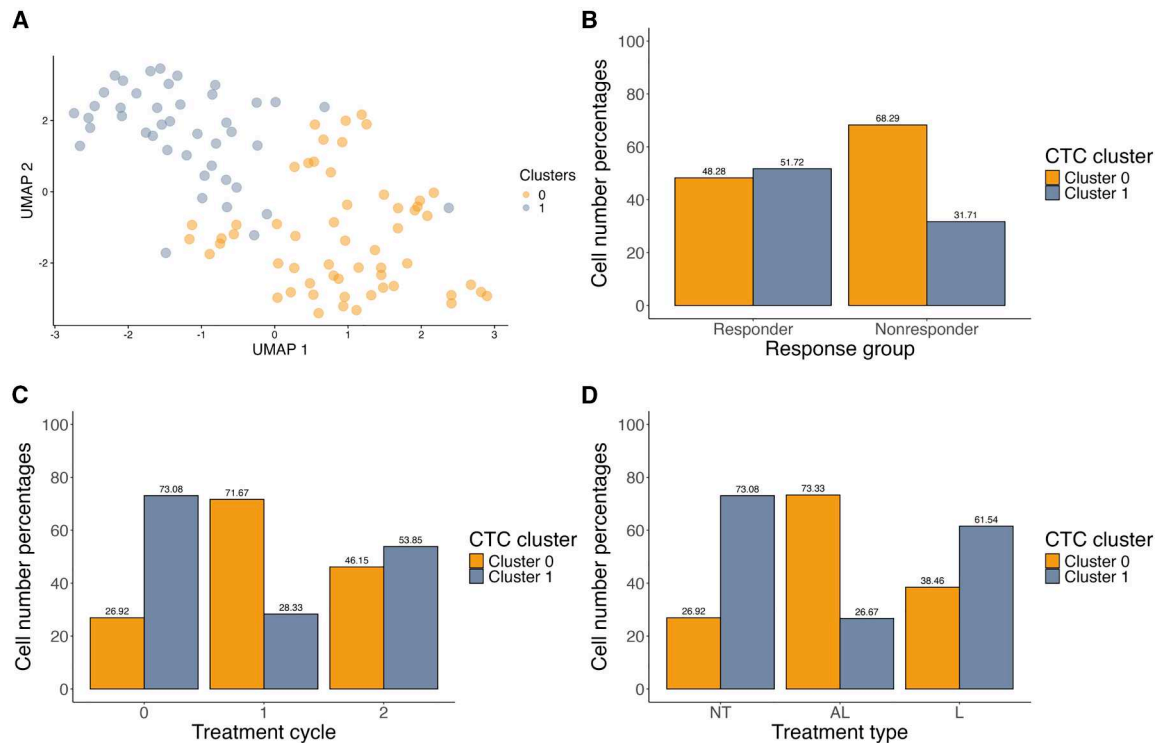 A
UMAP 2
2
0
-2
-3
-2
-1
0
1
2
3
UMAP 1
Clusters
0
1
B
Cell number percentages
100
80
60
40
20
0
48.28
51.72
68.29
31.71
Responder
Nonresponder
Response group
CTC cluster
Cluster 0
Cluster 1
C
Cell number percentages
100
80
60
40
20
0
26.92
73.08
71.67
28.33
46.15
53.85
0
1
2
Treatment cycle
CTC cluster
Cluster 0
Cluster 1
D
Cell number percentages
100
80
60
40
20
0
26.92
73.08
73.33
26.67
38.46
61.54
NT
AL
L
Treatment type
CTC cluster
Cluster 0
Cluster 1